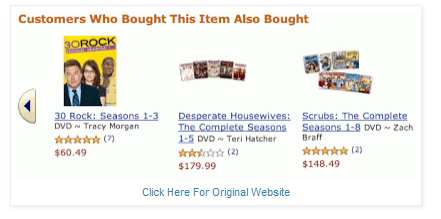 Customers Who Bought This Item Also Bought
30 ROCK
30 Rock: Seasons 1-3
DVD ~ Tracy Morgan
(7)
$60.49
Desperate Housewives:
The Complete Seasons
1-5 DVD ~ Teri Hatcher
(2)
$179.99
Scrubs: The Complete
Seasons 1-8 DVD ~ Zach
Braff
(2)
$148.49
Click Here For Original Website